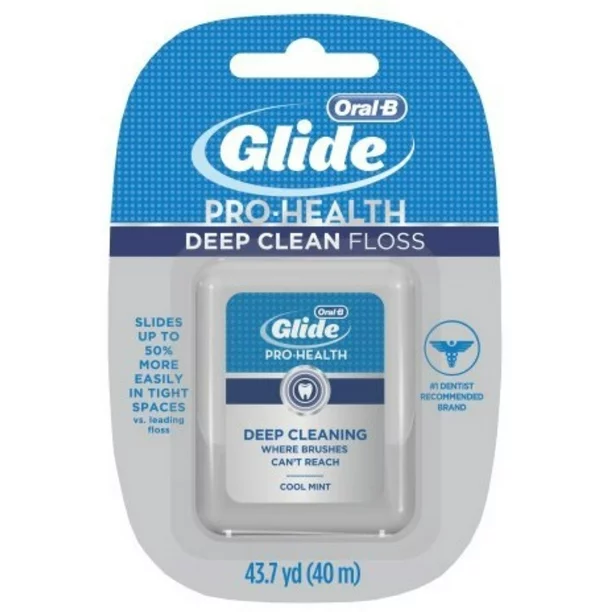 Oral-B
Glide
PRO-HEALTH
DEEP CLEAN FLOSS
SLIDES
UP TO
50%
MORE
EASILY
IN TIGHT
SPACES
vs. leading
floss
Oral-B
Glide
PRO-HEALTH
DEEP CLEANING
WHERE BRUSHES
CAN'T REACH
COOL MINT
#1 DENTIST
RECOMMENDED
BRAND
43.7 yd (40 m)